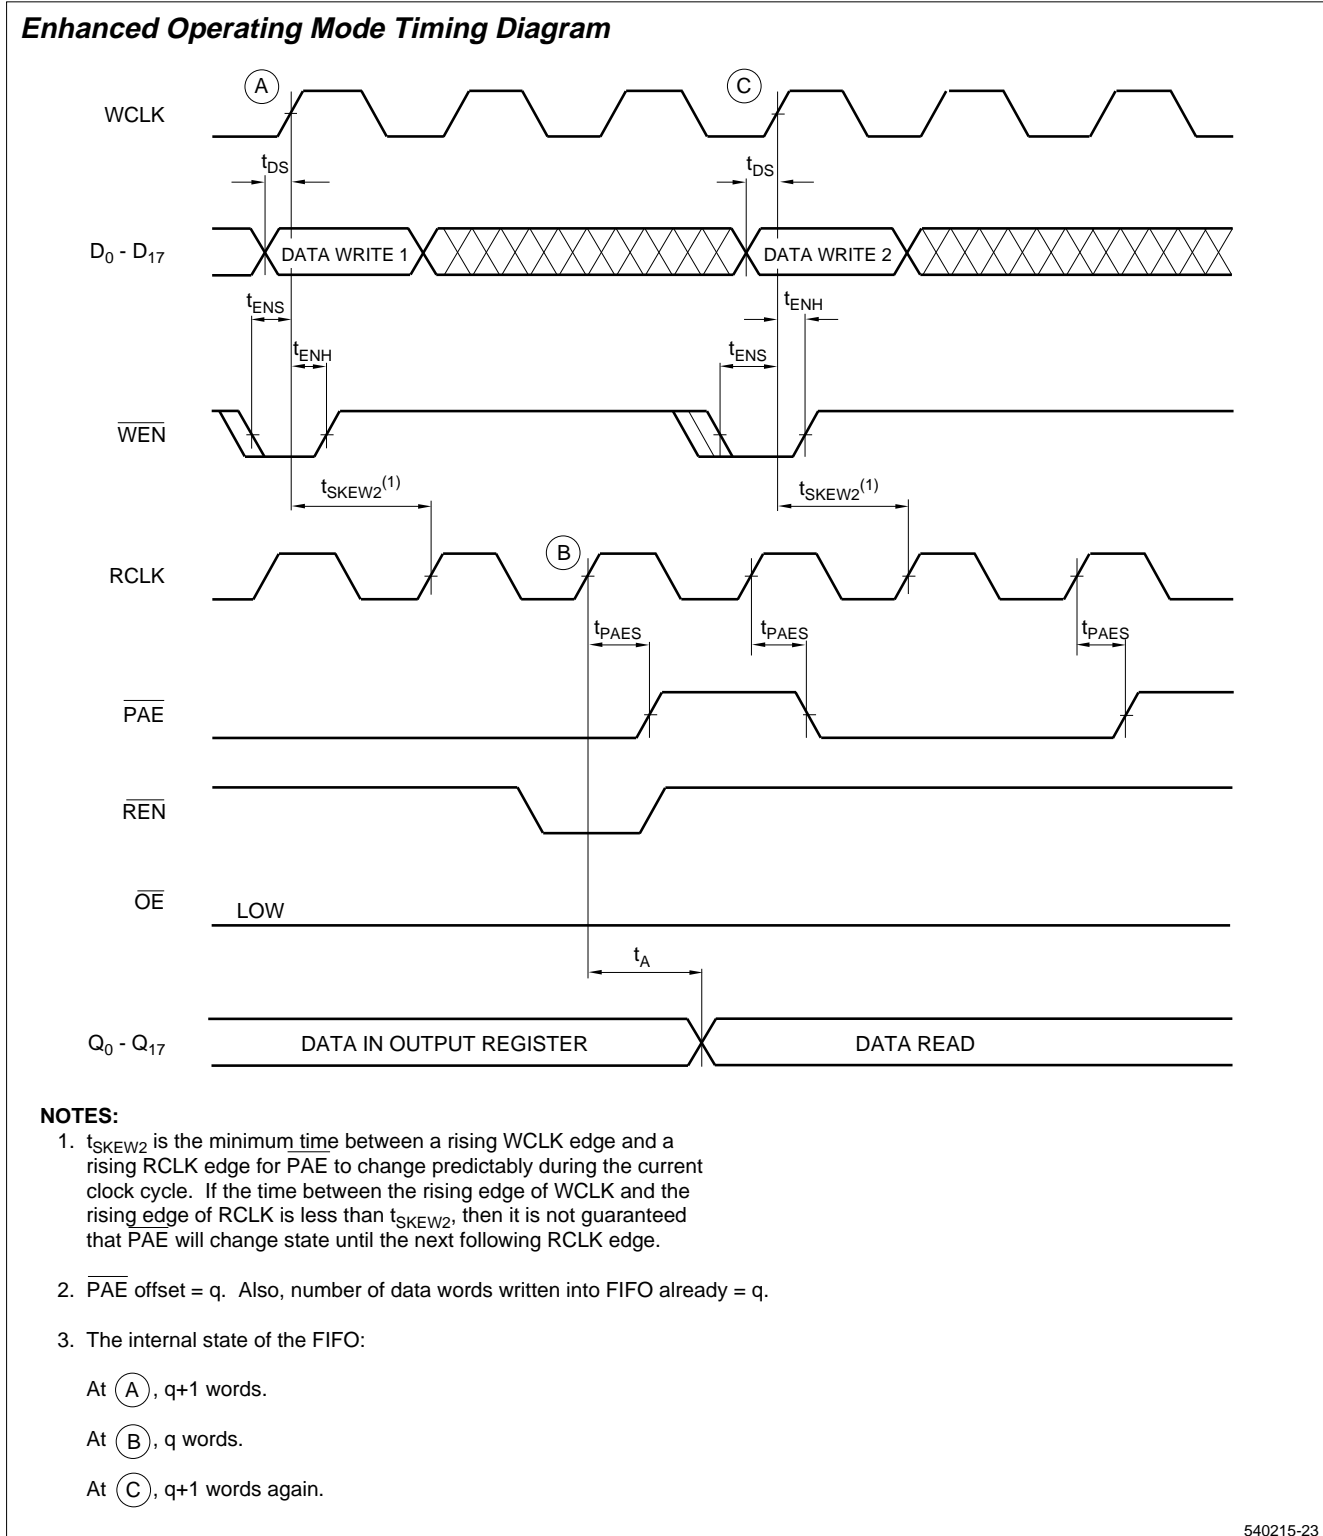 Enhanced Operating Mode Timing Diagram
A
C
WCLK
tDS
tDS
D0 - D17
DATA WRITE 1
DATA WRITE 2
tENS
tENH
tENH
tENS
WEN
tSKEW2(1)
tSKEW2(1)
B
RCLK
tPAES
tPAES
tPAES
PAE
REN
OE
LOW
tA
Q0 - Q17
DATA IN OUTPUT REGISTER
DATA READ
NOTES:
1. tSKEW2 is the minimum time between a rising WCLK edge and a
rising RCLK edge for PAE to change predictably during the current
clock cycle. If the time between the rising edge of WCLK and the
rising edge of RCLK is less than tSKEW2, then it is not guaranteed
that PAE will change state until the next following RCLK edge.
2. PAE offset = q. Also, number of data words written into FIFO already = q.
3. The internal state of the FIFO:
At A, q+1 words.
At B, q words.
At C, q+1 words again.
540215-23